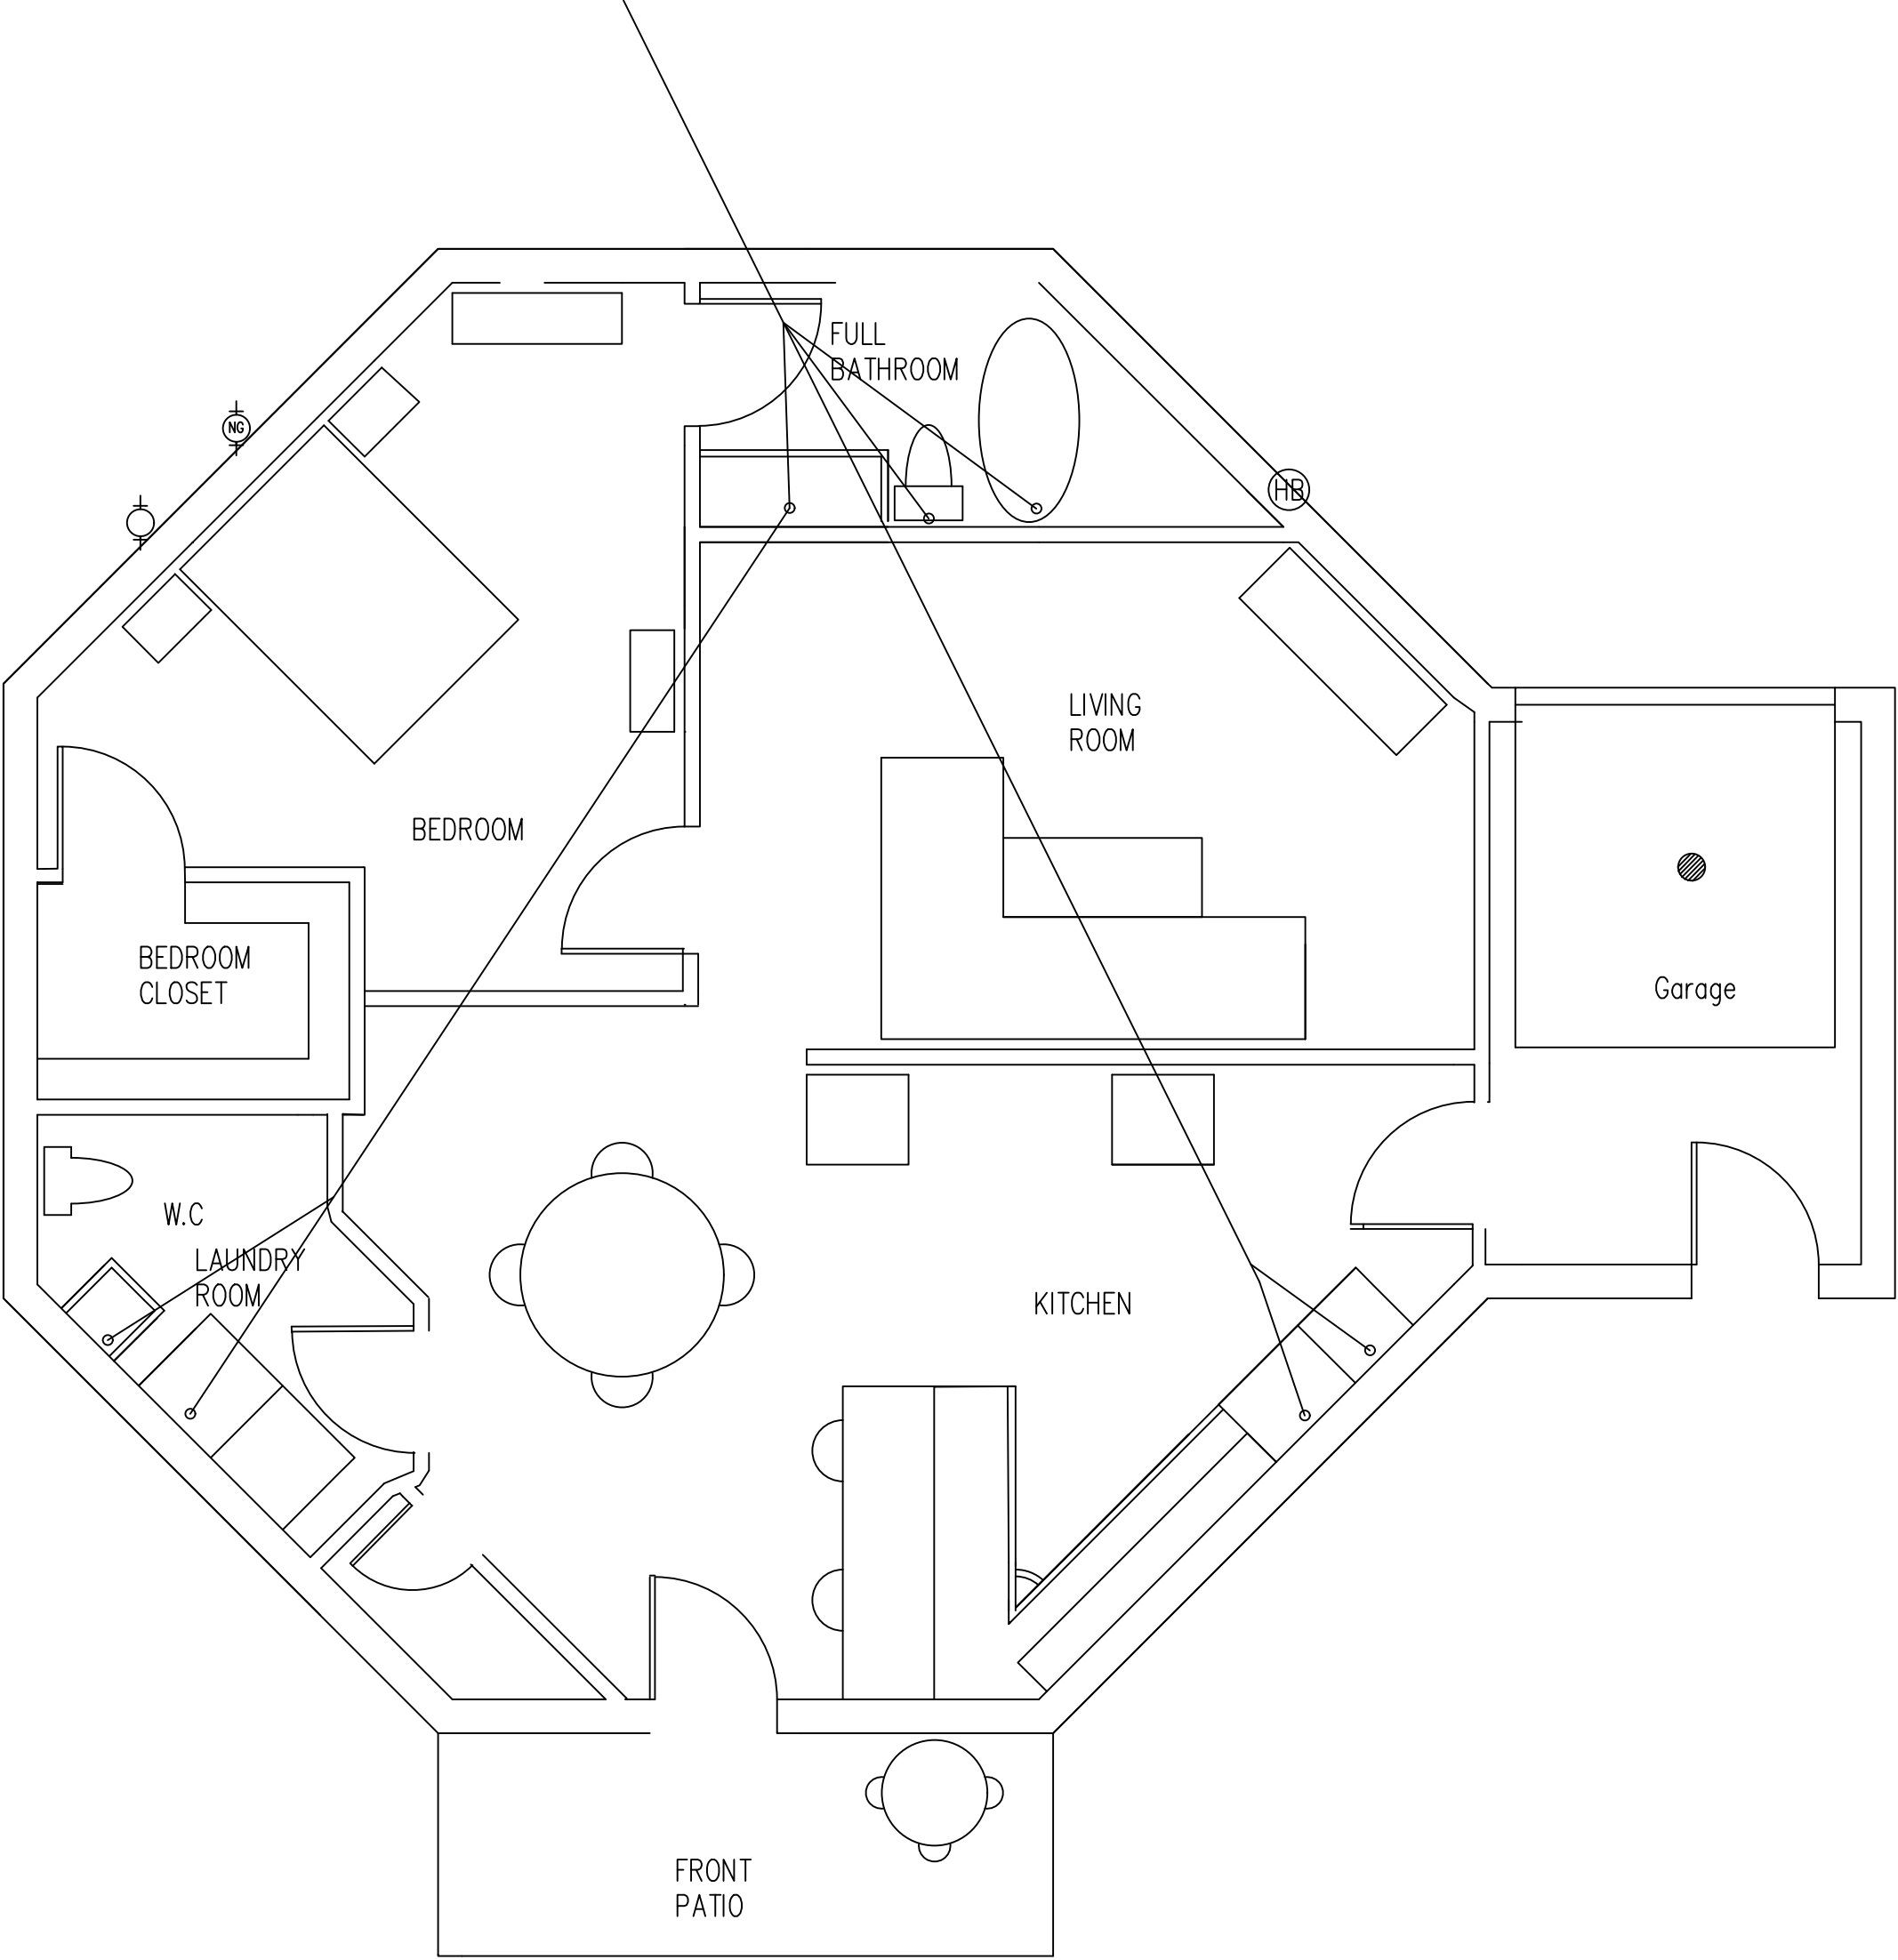 FULL
BATHROOM
NG
HB
LIVING
ROOM
BEDROOM
BEDROOM
CLOSET
Garage
W.C
LAUNDRY
ROOM
KITCHEN
FRONT
PATIO